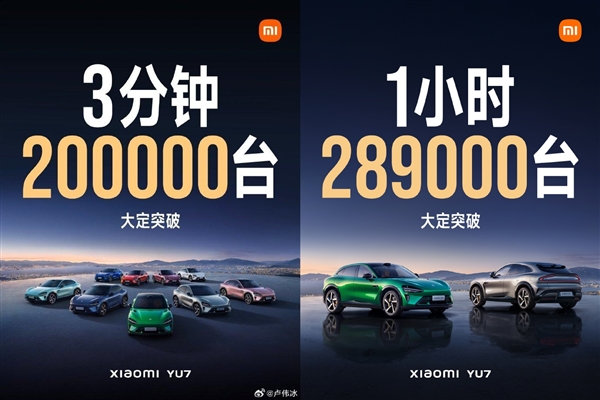 mi
3分钟
200000台
大定突破
xiaomi YU7
@卢伟冰
mi
1小时
289000台
大定突破
xiaomi YU7